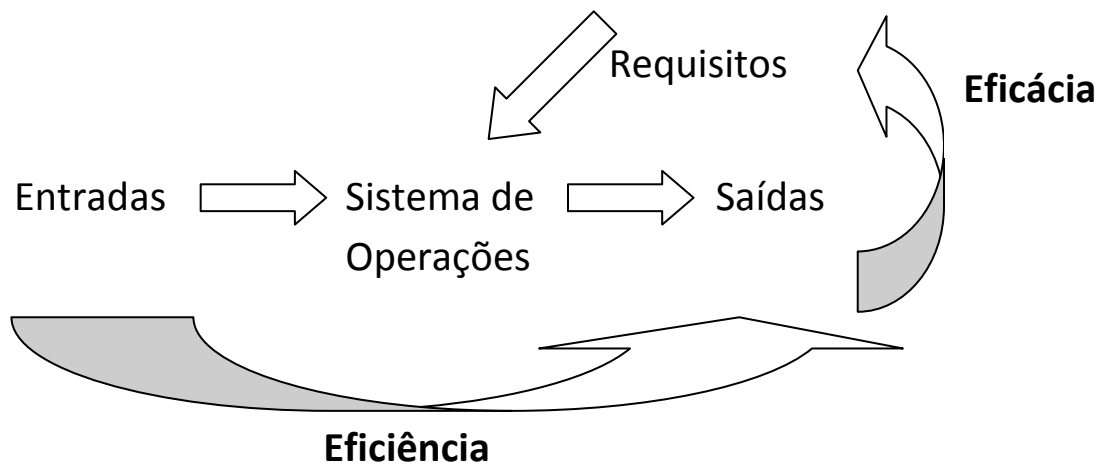 Requisitos
Eficácia
Entradas
Sistema de
Operações
Saídas
Eficiência